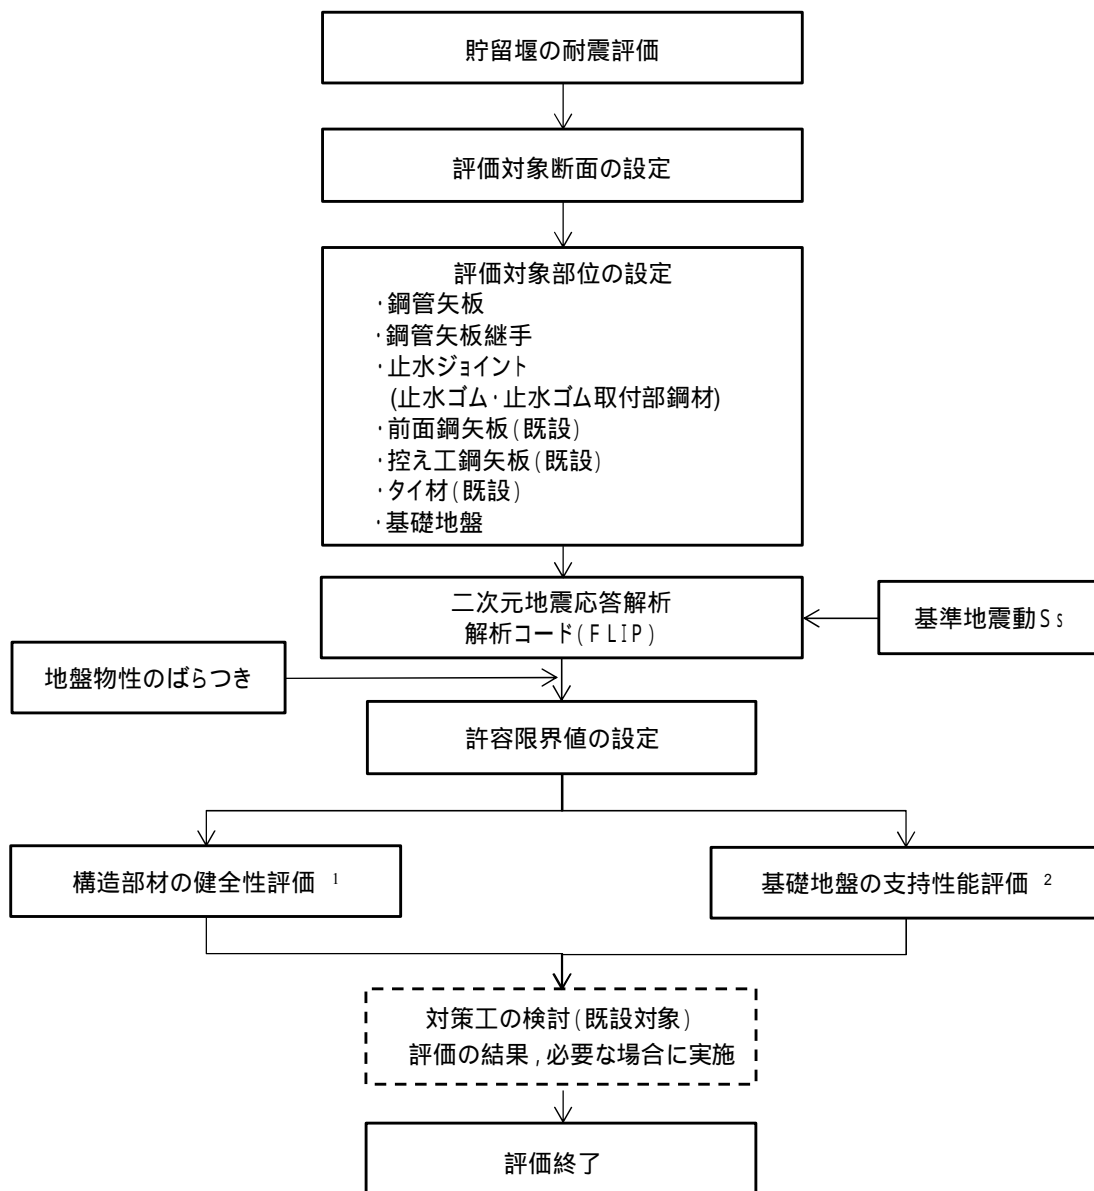 貯留堰の耐震評価
評価対象断面の設定
評価対象部位の設定
・鋼管矢板
・鋼管矢板継手
・止水ジョイント
(止水ゴム・止水ゴム取付部鋼材)
・前面鋼矢板(既設)
・控え工鋼矢板(既設)
・タイ材(既設)
・基礎地盤
二次元地震応答解析
解析コード(FLIP)
基準地震動Ss
地盤物性のばらつき
許容限界値の設定
構造部材の健全性評価 1
基礎地盤の支持性能評価 2
対策工の検討(既設対象)
評価の結果,必要な場合に実施
評価終了